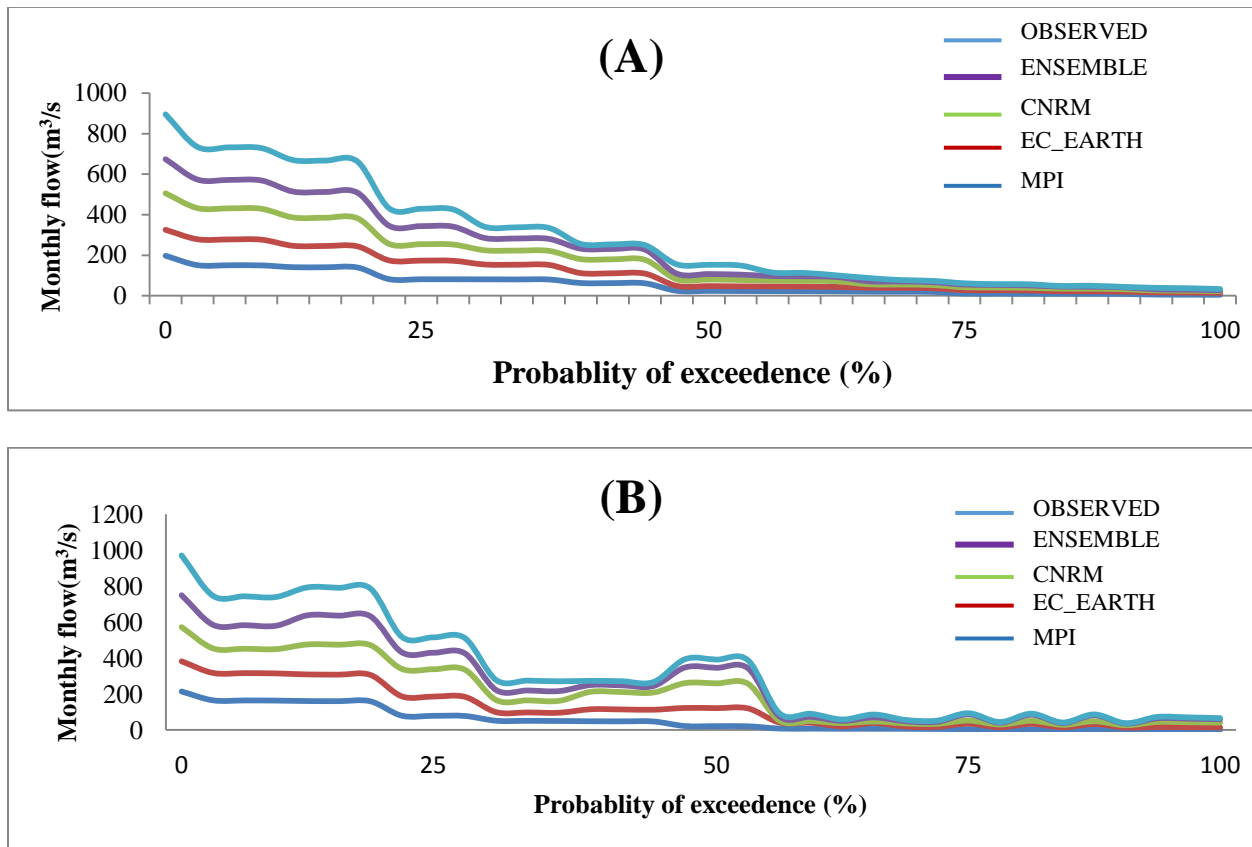 (A)
OBSERVED
ENSEMBLE
CNRM
EC_EARTH
MPI
Monthly flow(m³/s
1000
800
600
400
200
0
0 25 50 75 100
Probablity of exceedence (%)
(B)
OBSERVED
ENSEMBLE
CNRM
EC_EARTH
MPI
Monthly flow(m³/s)
1200
1000
800
600
400
200
0
0 25 50 75 100
Probablity of exceedence (%)